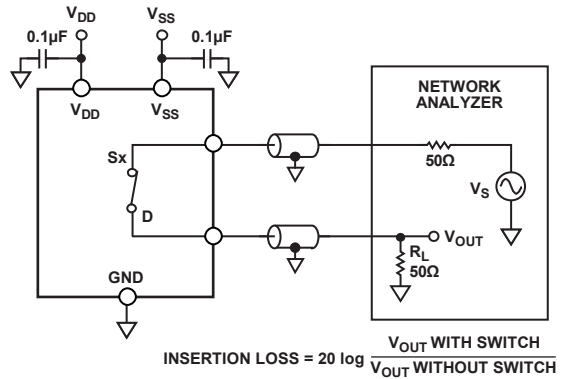 VDD VSS
0.1µF 0.1µF
VDD VSS
NETWORK
ANALYZER
Sx
50Ω
VS
D
VOUT
RL
50Ω
GND
INSERTION LOSS = 20 log VOUT WITH SWITCH
VOUT WITHOUT SWITCH